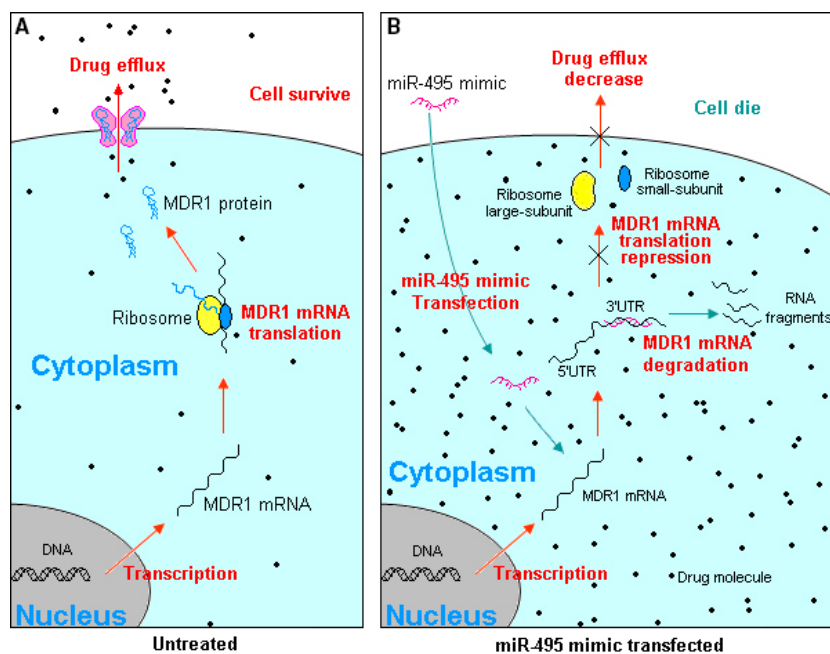 A
Drug efflux
Cell survive
MDR1 protein
Ribosome
MDR1 mRNA
translation
Cytoplasm
MDR1 mRNA
DNA
Transcription
Nucleus
Untreated
B
Drug efflux
decrease
miR-495 mimic
Cell die
Ribosome
large-subunit
Ribosome
small-subunit
MDR1 mRNA
translation
repression
miR-495 mimic
Transfection
3'UTR
RNA
fragments
MDR1 mRNA
degradation
5'UTR
Cytoplasm
MDR1 mRNA
DNA
Transcription
Drug molecule
Nucleus
miR-495 mimic transfected